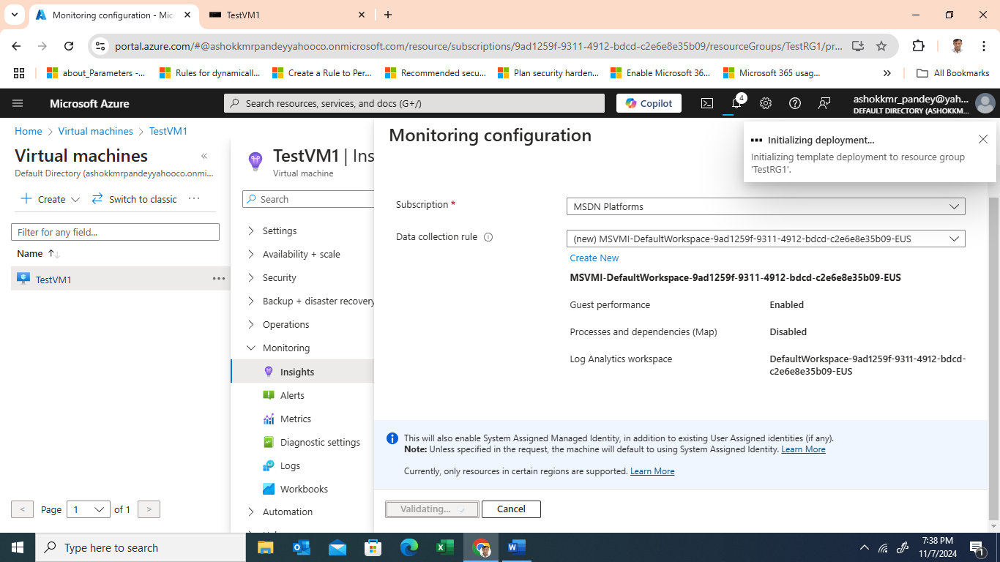 Monitoring configuration - Mic
TestVM1
portal.azure.com/#@ashokkmrpandeyyahooco.onmicrosoft.com/resource/subscriptions/9ad1259f-9311-4912-bdcd-c2e6e8e35b09/resourceGroups/TestRG1/pr...
about_Parameters -...
Rules for dynamicall...
Create a Rule to Per...
Recommended secu...
Plan security harden...
Enable Microsoft 36...
Microsoft 365 usag...
All Bookmarks
Microsoft Azure
Search resources, services, and docs (G+/)
Copilot
4
ashokkmr_pandey@yah...
DEFAULT DIRECTORY (ASHOKKM...
Home > Virtual machines > TestVM1
Virtual machines
Default Directory (ashokkmrpandeyyahooco.onmi...
+ Create
Switch to classic
...
Filter for any field...
Name
TestVM1
...
< Page 1 of 1 >
TestVM1 | Ins
Virtual machine
Search
Settings
Availability + scale
Security
Backup + disaster recovery
Operations
Monitoring
Insights
Alerts
Metrics
Diagnostic settings
Logs
Workbooks
Automation
Monitoring configuration
Initializing deployment...
Initializing template deployment to resource group
'TestRG1'.
Subscription *
MSDN Platforms
Data collection rule
(new) MSVMI-DefaultWorkspace-9ad1259f-9311-4912-bdcd-c2e6e8e35b09-EUS
Create New
MSVMI-DefaultWorkspace-9ad1259f-9311-4912-bdcd-c2e6e8e35b09-EUS
Guest performance
Enabled
Processes and dependencies (Map)
Disabled
Log Analytics workspace
DefaultWorkspace-9ad1259f-9311-4912-bdcd-
c2e6e8e35b09-EUS
This will also enable System Assigned Managed Identity, in addition to existing User Assigned identities (if any).
Note: Unless specified in the request, the machine will default to using System Assigned Identity. Learn More
Currently, only resources in certain regions are supported. Learn More
Validating...
Cancel
Type here to search
7:38 PM
11/7/2024
1